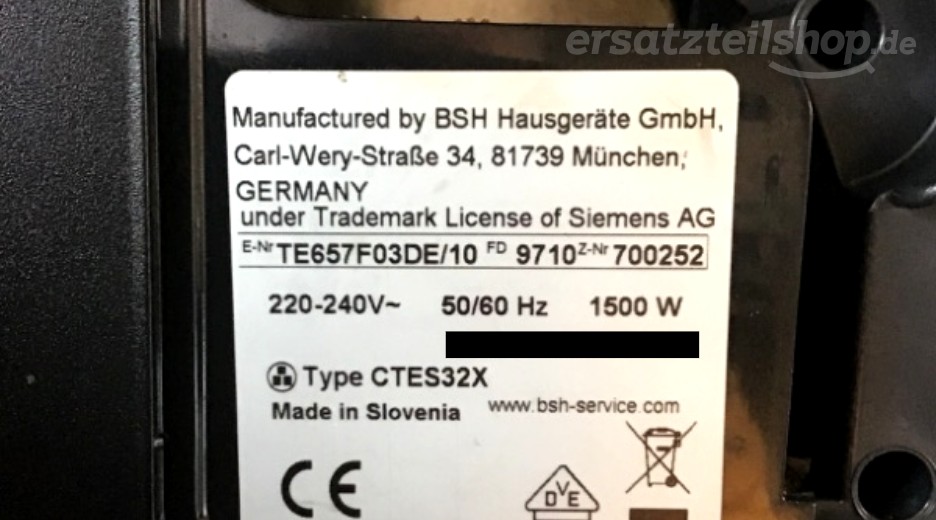 ersatzteilshop.de
Manufactured by BSH Hausgeräte GmbH,
Carl-Wery-Straße 34, 81739 München,
GERMANY
under Trademark License of Siemens AG
E-Nr TE657F03DE/10 FD 9710 Z-Nr 700252
220-240V~ 50/60 Hz 1500 W
Type CTES32X
Made in Slovenia www.bsh-service.com
CE
DVE